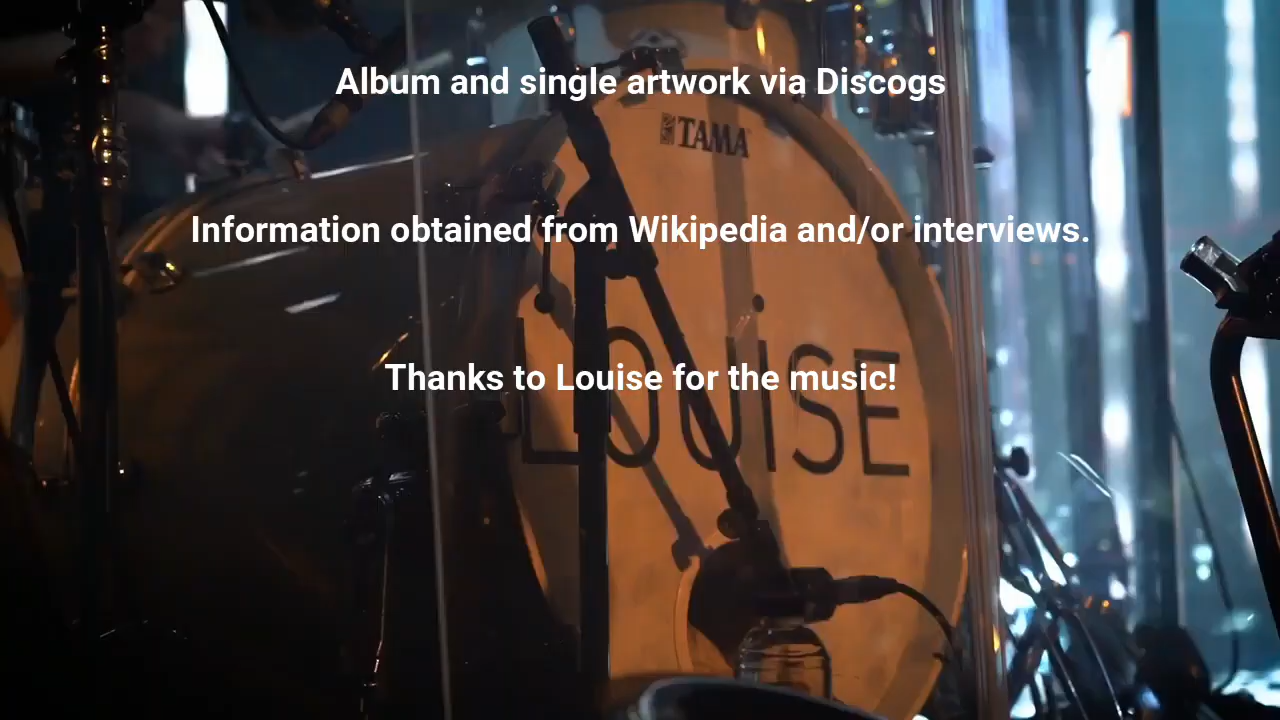 Album and single artwork via Discogs
TAMA
Information obtained from Wikipedia and/or interviews.
Thanks to Louise for the music!
LOUiSE